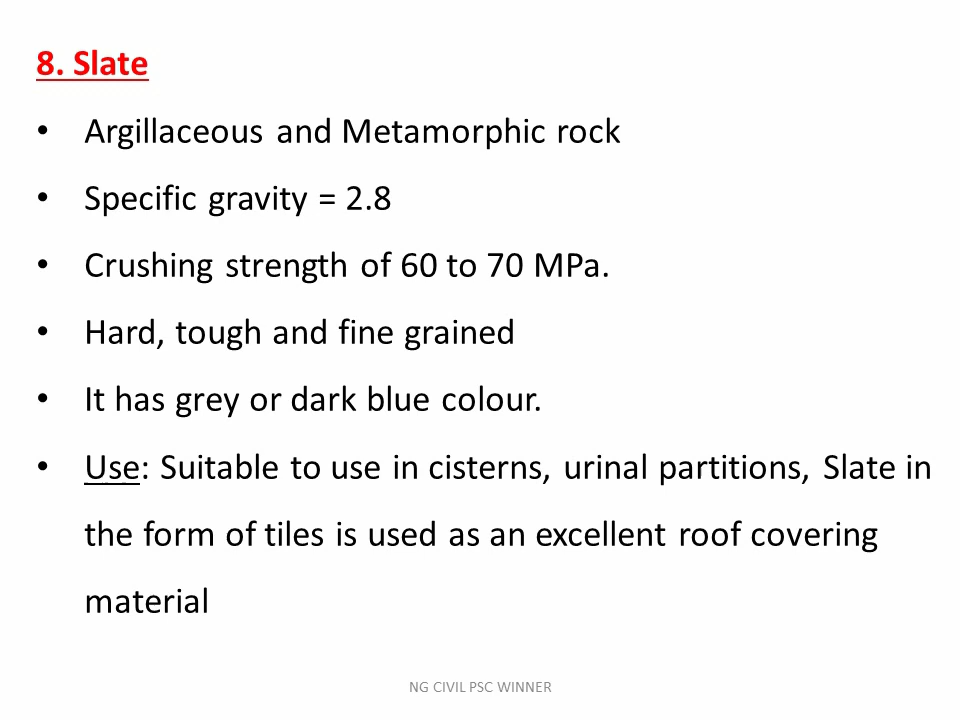 8. Slate
• Argillaceous and Metamorphic rock
• Specific gravity = 2.8
• Crushing strength of 60 to 70 MPa.
• Hard, tough and fine grained
• It has grey or dark blue colour.
• Use: Suitable to use in cisterns, urinal partitions, Slate in
the form of tiles is used as an excellent roof covering
material
NG CIVIL PSC WINNER